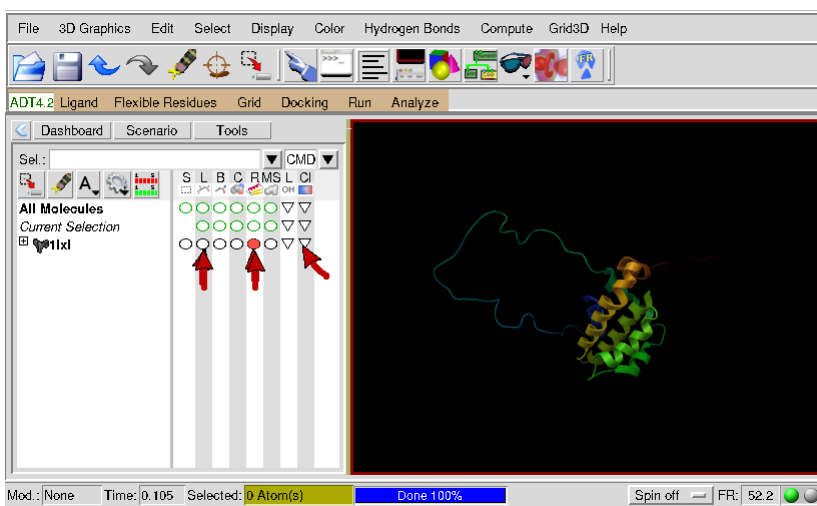 File 3D Graphics Edit Select Display Color Hydrogen Bonds Compute Grid3D Help
ADT4.2 Ligand Flexible Residues Grid Docking Run Analyze
Dashboard Scenario Tools
Sel.: CMD
S L B C R MS L Cl
All Molecules
Current Selection
1lxl
Mod.: None Time: 0.105 Selected: 0 Atom(s) Done 100% Spin off FR: 52.2